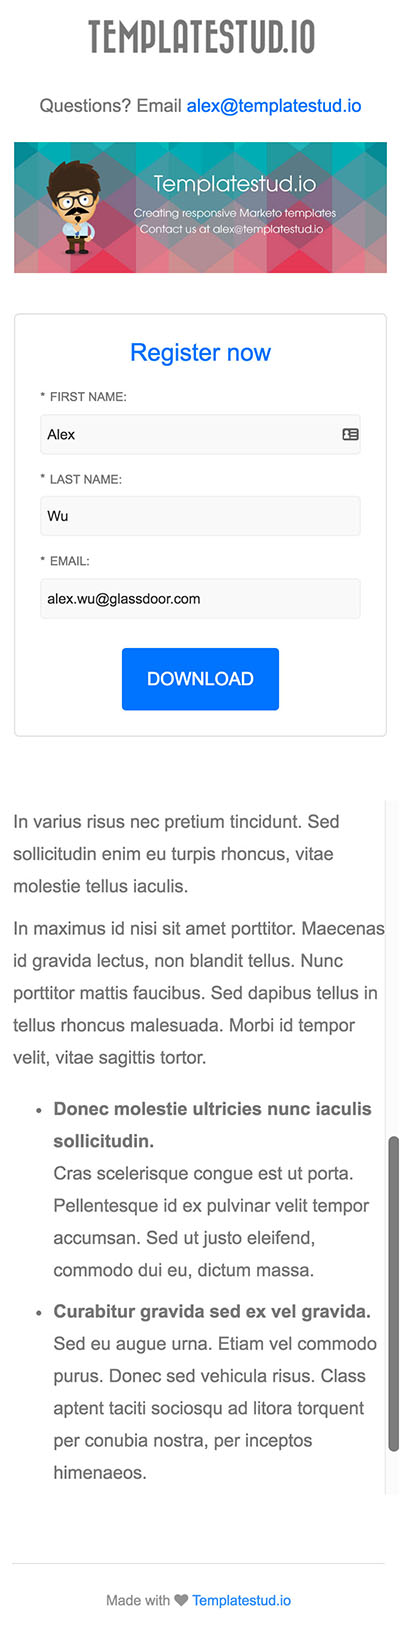 TEMPLATESTUD.IO
Questions? Email alex@templatestud.io
Templatestud.io
Creating responsive Marketo templates
Contact us at alex@templatestud.io
Register now
* FIRST NAME:
Alex
* LAST NAME:
Wu
* EMAIL:
alex.wu@glassdoor.com
DOWNLOAD
In varius risus nec pretium tincidunt. Sed
sollicitudin enim eu turpis rhoncus, vitae
molestie tellus iaculis.
In maximus id nisi sit amet porttitor. Maecenas
id gravida lectus, non blandit tellus. Nunc
porttitor mattis faucibus. Sed dapibus tellus in
tellus rhoncus malesuada. Morbi id tempor
velit, vitae sagittis tortor.
• Donec molestie ultricies nunc iaculis
sollicitudin.
Cras scelerisque congue est ut porta.
Pellentesque id ex pulvinar velit tempor
accumsan. Sed ut justo eleifend,
commodo dui eu, dictum massa.
• Curabitur gravida sed ex vel gravida.
Sed eu augue urna. Etiam vel commodo
purus. Donec sed vehicula risus. Class
aptent taciti sociosqu ad litora torquent
per conubia nostra, per inceptos
himenaeos.
Made with ♥ Templatestud.io